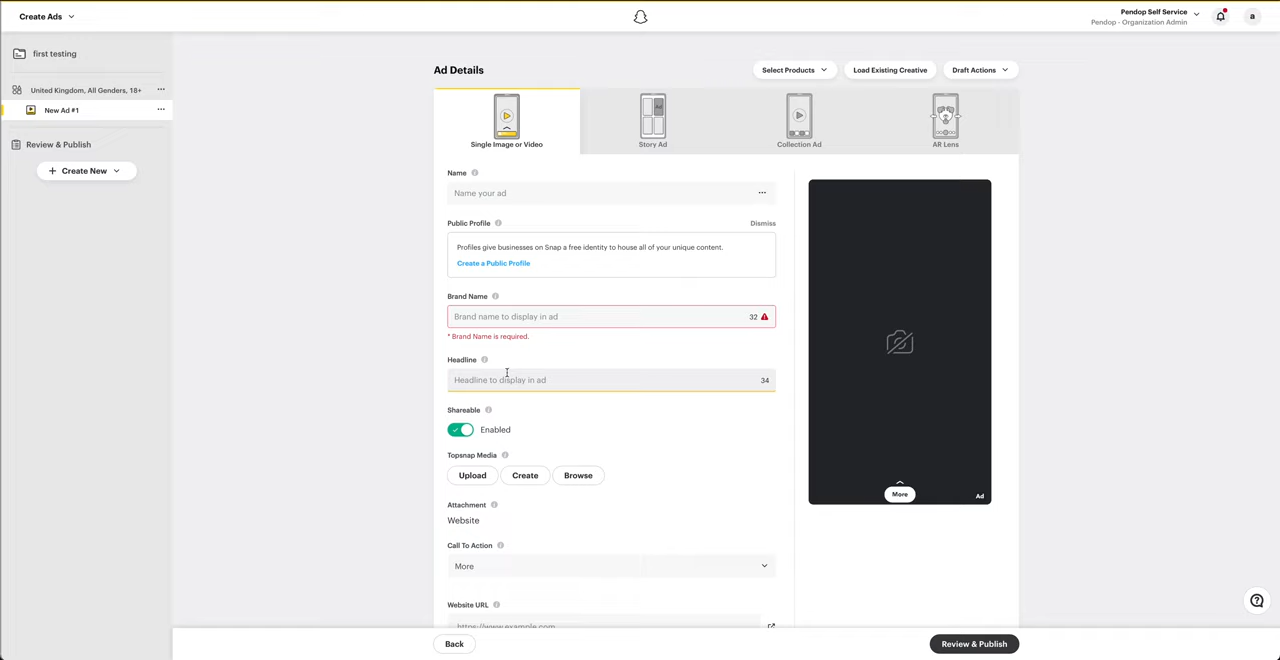 Create Ads
Pendop Self Service
Pendop - Organization Admin
a
first testing
United Kingdom, All Genders, 18+
New Ad #1
Review & Publish
+ Create New
Ad Details
Select Products
Load Existing Creative
Draft Actions
Single Image or Video
Story Ad
Collection Ad
AR Lens
Name
Name your ad
Public Profile
Dismiss
Profiles give businesses on Snap a free identity to house all of your unique content.
Create a Public Profile
Brand Name
Brand name to display in ad
32
* Brand Name is required.
Headline
Headline to display in ad
34
Shareable
Enabled
Topsnap Media
Upload
Create
Browse
Attachment
Website
Call To Action
More
Website URL
https://www.example.com
More
Ad
Back
Review & Publish